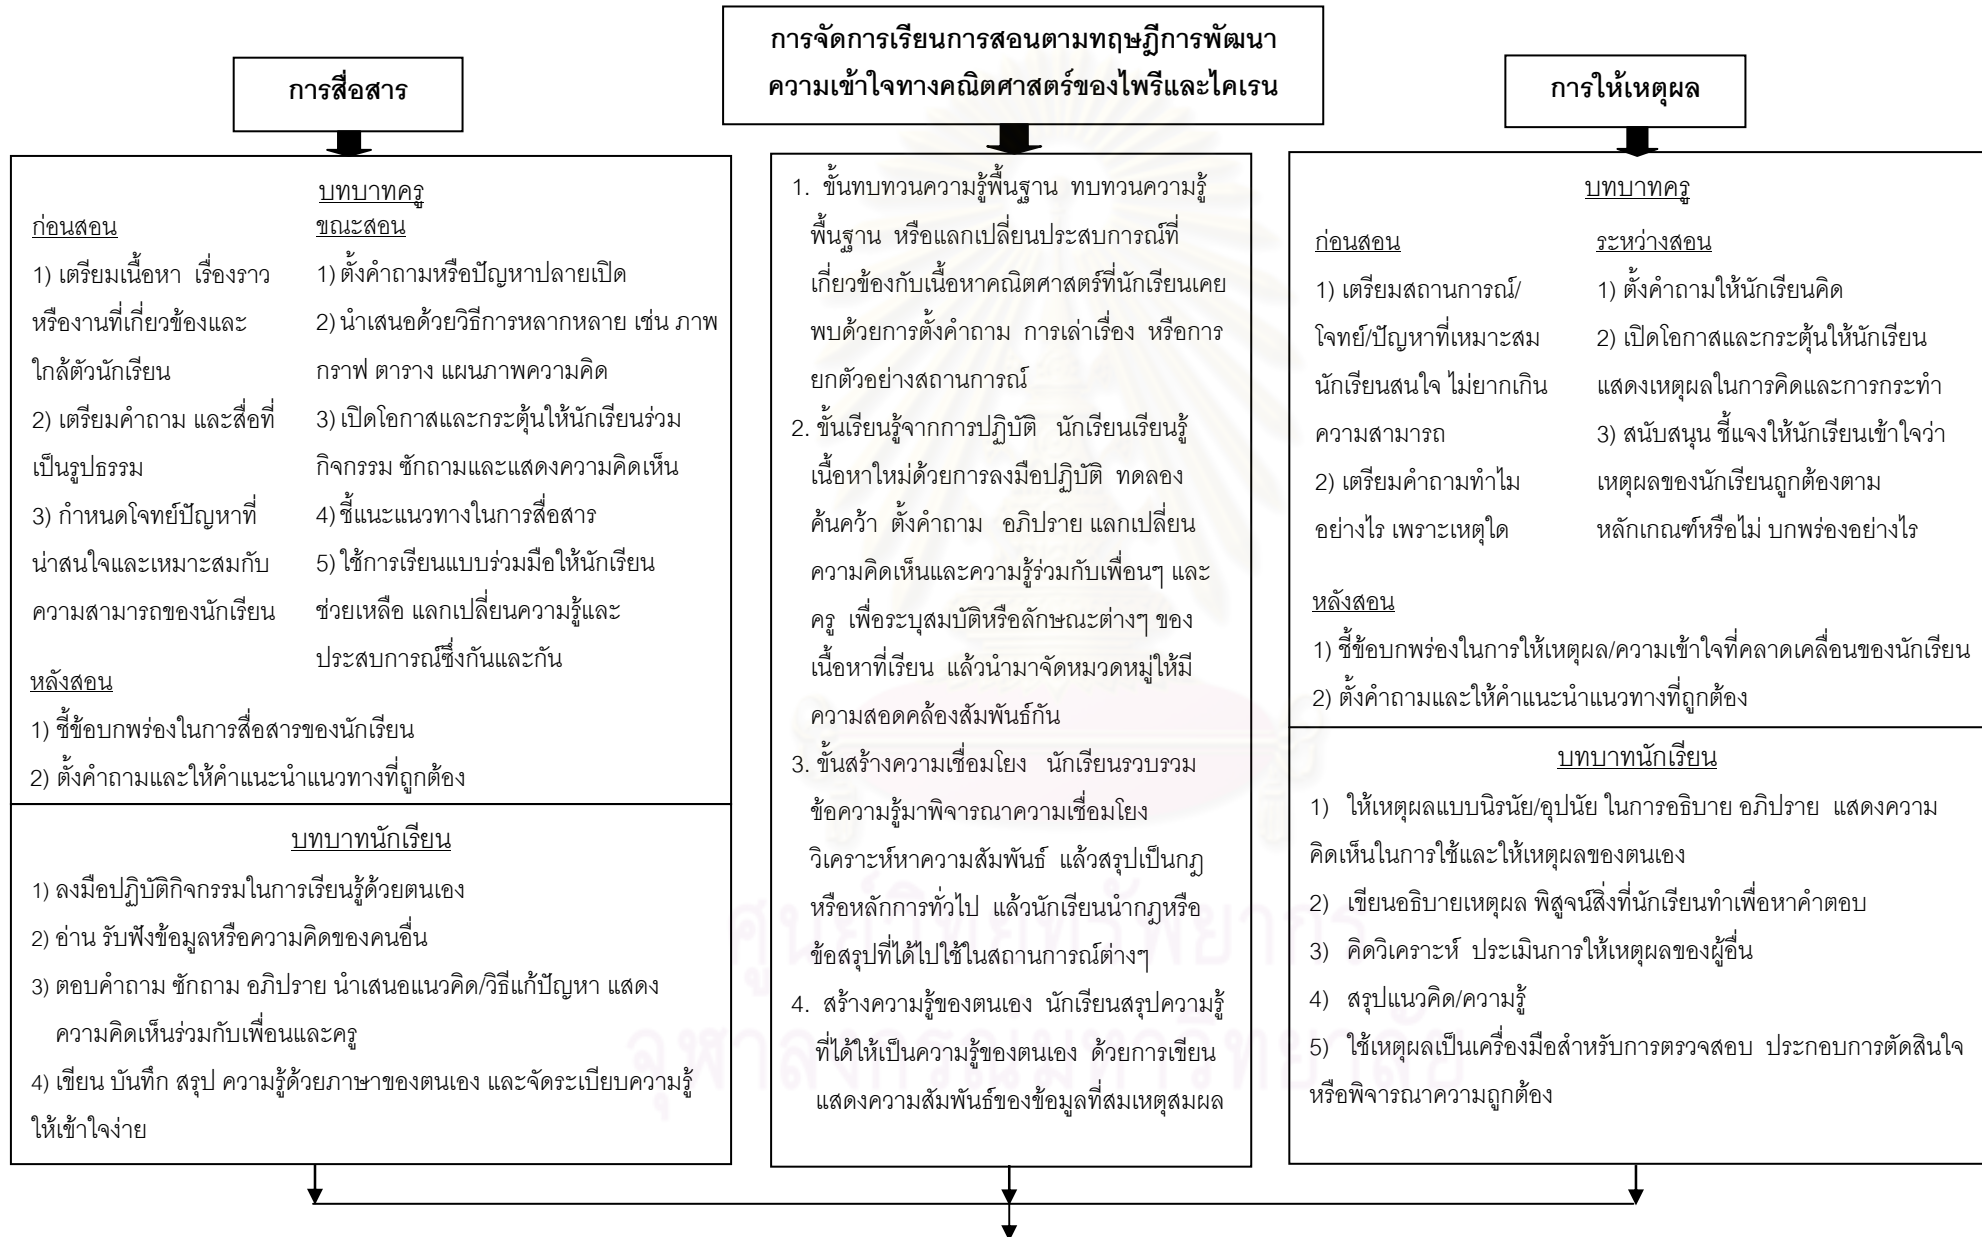 การสื่อสาร
บทบาทครู
ก่อนสอน
1) เตรียมเนื้อหา เรื่องราว
หรืองานที่เกี่ยวข้องและ
ใกล้ตัวนักเรียน
2) เตรียมคำถาม และสื่อที่
เป็นรูปธรรม
3) กำหนดโจทย์ปัญหาที่
น่าสนใจและเหมาะสมกับ
ความสามารถของนักเรียน
ขณะสอน
1) ตั้งคำถามหรือปัญหาปลายเปิด
2) นำเสนอด้วยวิธีการหลากหลาย เช่น ภาพ
กราฟ ตาราง แผนภาพความคิด
3) เปิดโอกาสและกระตุ้นให้นักเรียนร่วม
กิจกรรม ซักถามและแสดงความคิดเห็น
4) ชี้แนะแนวทางในการสื่อสาร
5) ใช้การเรียนแบบร่วมมือให้นักเรียน
ช่วยเหลือ แลกเปลี่ยนความรู้และ
ประสบการณ์ซึ่งกันและกัน
หลังสอน
1) ชี้ข้อบกพร่องในการสื่อสารของนักเรียน
2) ตั้งคำถามและให้คำแนะนำแนวทางที่ถูกต้อง
บทบาทนักเรียน
1) ลงมือปฏิบัติกิจกรรมในการเรียนรู้ด้วยตนเอง
2) อ่าน รับฟังข้อมูลหรือความคิดของคนอื่น
3) ตอบคำถาม ซักถาม อภิปราย นำเสนอแนวคิด/วิธีแก้ปัญหา แสดง
ความคิดเห็นร่วมกับเพื่อนและครู
4) เขียน บันทึก สรุป ความรู้ด้วยภาษาของตนเอง และจัดระเบียบความรู้
ให้เข้าใจง่าย
การจัดการเรียนการสอนตามทฤษฎีการพัฒนา
ความเข้าใจทางคณิตศาสตร์ของไพรีและไคเรน
1. ขั้นทบทวนความรู้พื้นฐาน ทบทวนความรู้
พื้นฐาน หรือแลกเปลี่ยนประสบการณ์ที่
เกี่ยวข้องกับเนื้อหาคณิตศาสตร์ที่นักเรียนเคย
พบด้วยการตั้งคำถาม การเล่าเรื่อง หรือการ
ยกตัวอย่างสถานการณ์
2. ขั้นเรียนรู้จากการปฏิบัติ นักเรียนเรียนรู้
เนื้อหาใหม่ด้วยการลงมือปฏิบัติ ทดลอง
ค้นคว้า ตั้งคำถาม อภิปราย แลกเปลี่ยน
ความคิดเห็นและความรู้ร่วมกับเพื่อนๆ และ
ครู เพื่อระบุสมบัติหรือลักษณะต่างๆ ของ
เนื้อหาที่เรียน แล้วนำมาจัดหมวดหมู่ให้มี
ความสอดคล้องสัมพันธ์กัน
3. ขั้นสร้างความเชื่อมโยง นักเรียนรวบรวม
ข้อความรู้มาพิจารณาความเชื่อมโยง
วิเคราะห์หาความสัมพันธ์ แล้วสรุปเป็นกฎ
หรือหลักการทั่วไป แล้วนักเรียนนำกฎหรือ
ข้อสรุปที่ได้ไปใช้ในสถานการณ์ต่างๆ
4. สร้างความรู้ของตนเอง นักเรียนสรุปความรู้
ที่ได้ให้เป็นความรู้ของตนเอง ด้วยการเขียน
แสดงความสัมพันธ์ของข้อมูลที่สมเหตุสมผล
การให้เหตุผล
บทบาทครู
ก่อนสอน
1) เตรียมสถานการณ์/
โจทย์/ปัญหาที่เหมาะสม
นักเรียนสนใจ ไม่ยากเกิน
ความสามารถ
2) เตรียมคำถามทำไม
อย่างไร เพราะเหตุใด
ระหว่างสอน
1) ตั้งคำถามให้นักเรียนคิด
2) เปิดโอกาสและกระตุ้นให้นักเรียน
แสดงเหตุผลในการคิดและการกระทำ
3) สนับสนุน ชี้แจงให้นักเรียนเข้าใจว่า
เหตุผลของนักเรียนถูกต้องตาม
หลักเกณฑ์หรือไม่ บกพร่องอย่างไร
หลังสอน
1) ชี้ข้อบกพร่องในการให้เหตุผล/ความเข้าใจที่คลาดเคลื่อนของนักเรียน
2) ตั้งคำถามและให้คำแนะนำแนวทางที่ถูกต้อง
บทบาทนักเรียน
1) ให้เหตุผลแบบนิรนัย/อุปนัย ในการอธิบาย อภิปราย แสดงความ
คิดเห็นในการใช้และให้เหตุผลของตนเอง
2) เขียนอธิบายเหตุผล พิสูจน์สิ่งที่นักเรียนทำเพื่อหาคำตอบ
3) คิดวิเคราะห์ ประเมินการให้เหตุผลของผู้อื่น
4) สรุปแนวคิด/ความรู้
5) ใช้เหตุผลเป็นเครื่องมือสำหรับการตรวจสอบ ประกอบการตัดสินใจ
หรือพิจารณาความถูกต้อง
ศูนย์วิทยทรัพยากร
จุฬาลงกรณ์มหาวิทยาลัย